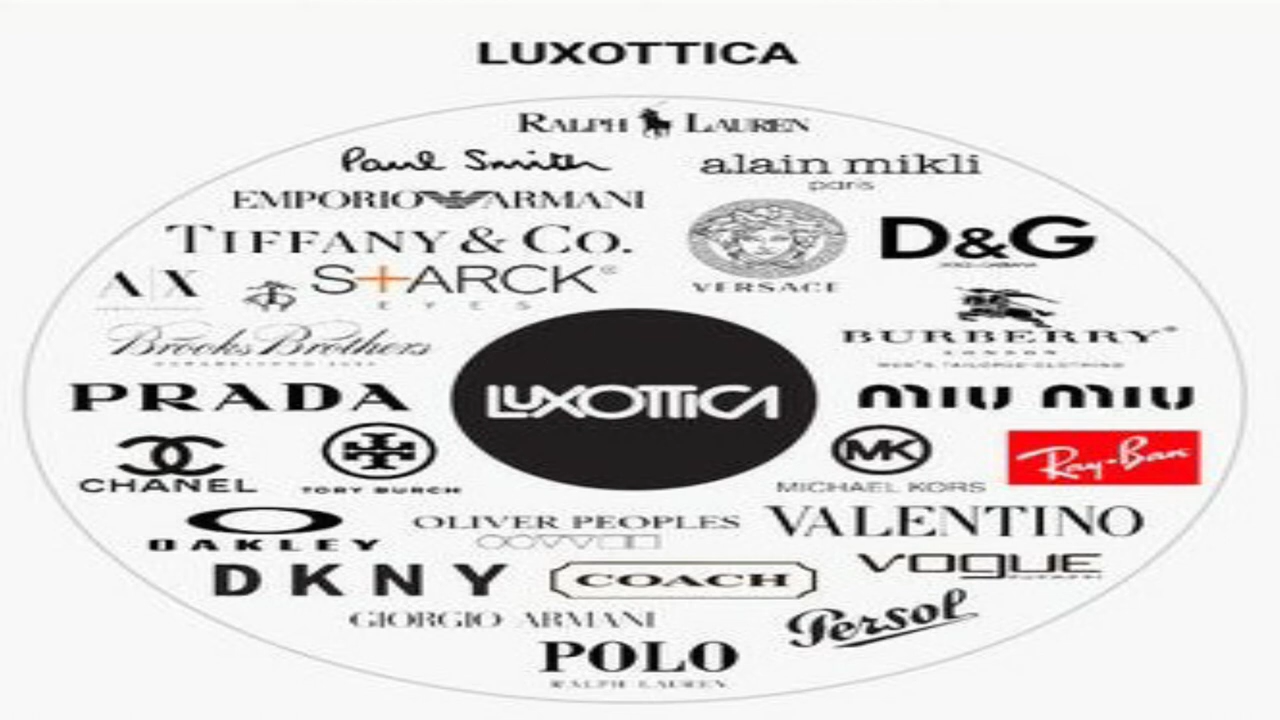 LUXOTTICA
RALPH LAUREN
Paul Smith
alain mikli
paris
EMPORIO ARMANI
TIFFANY & CO.
VERSACE
D&G
A|X
S+ARCK®
EYES
Brooks Brothers
BURBERRY®
LONDON
PRADA
LUXOTTICA
MIU MIU
CHANEL
TORY BURCH
MK
MICHAEL KORS
Ray-Ban
OAKLEY
OLIVER PEOPLES
VALENTINO
DKNY
COACH
VOGUE
GIORGIO ARMANI
Persol
POLO
RALPH LAUREN